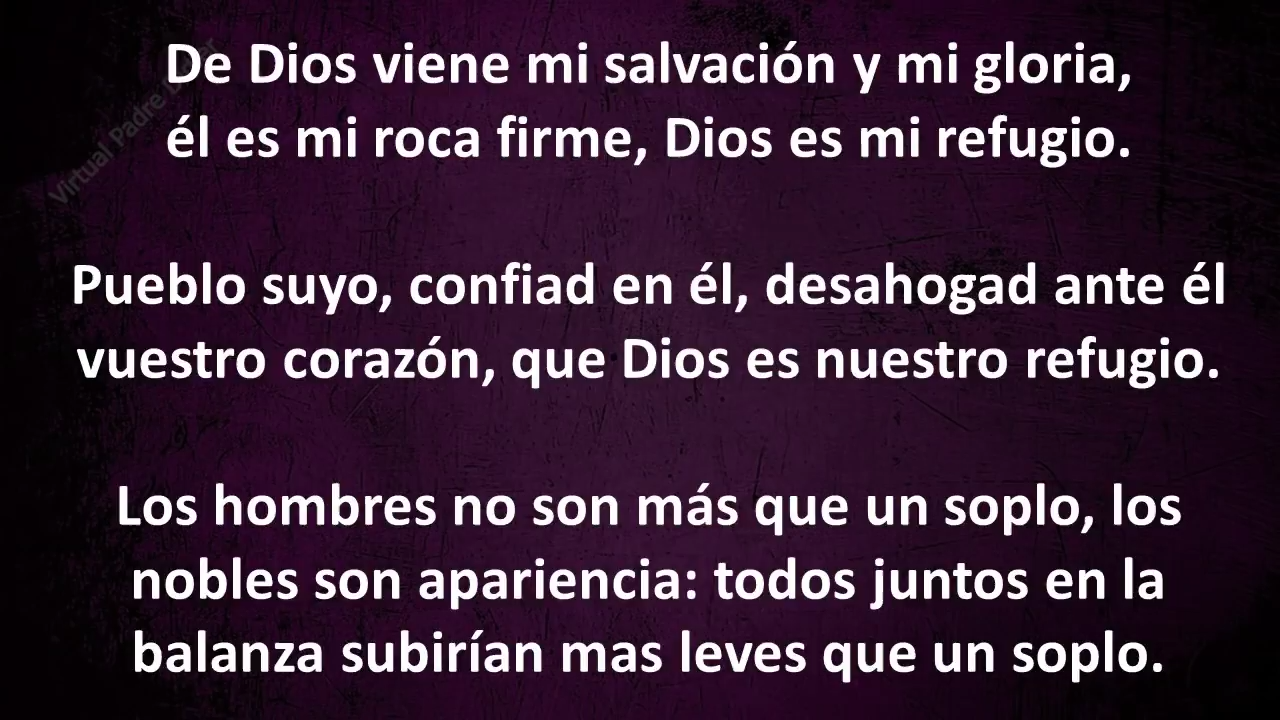 De Dios viene mi salvación y mi gloria,
él es mi roca firme, Dios es mi refugio.
Pueblo suyo, confiad en él, desahogad ante él
vuestro corazón, que Dios es nuestro refugio.
Los hombres no son más que un soplo, los
nobles son apariencia: todos juntos en la
balanza subirían mas leves que un soplo.
Virtual Padre